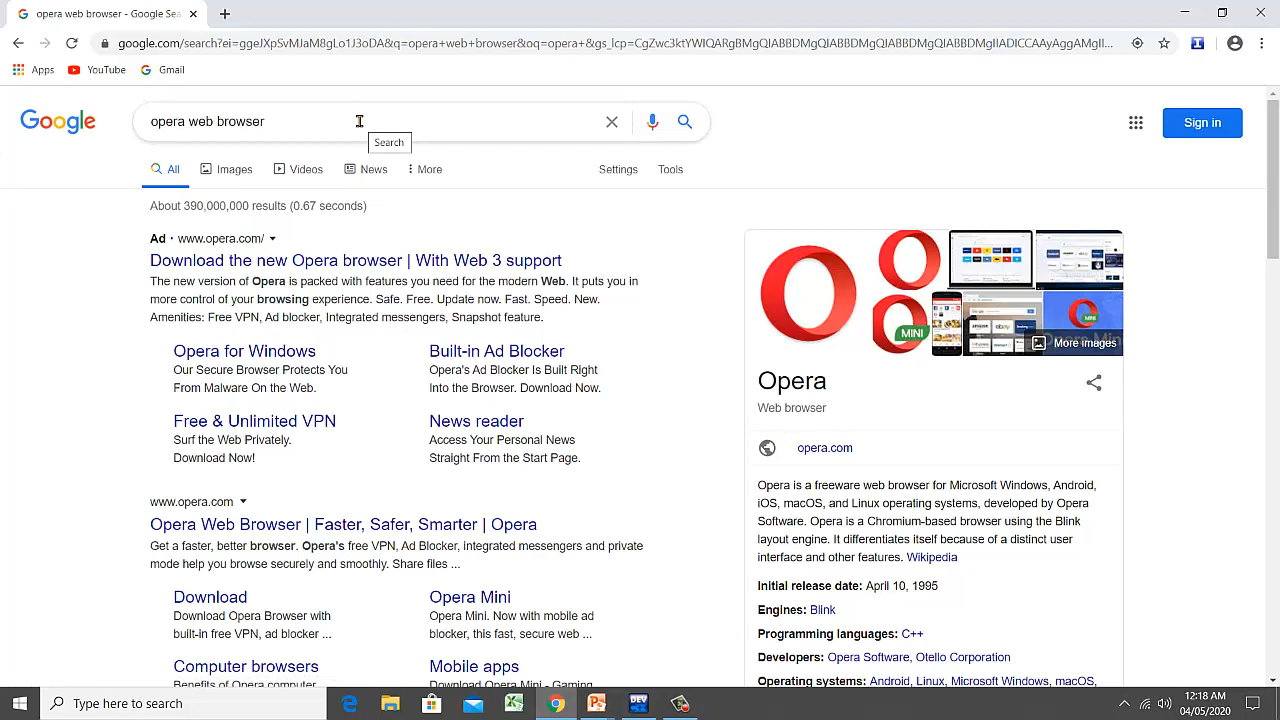 opera web browser - Google Sea
google.com/search?ei=ggeJXpSvMJaM8gLo1J3oDA&q=opera+web+browser&oq=opera+&gs_lcp=CgZwc3ktYWIQARgBMgQIABBDMgQIABBDMgQIABBDMgQIABBDMgQIABBDMgIIADICCAAyAggAMgII...
Apps YouTube Gmail
Google
opera web browser
Sign in
Search
All Images Videos News More Settings Tools
About 390,000,000 results (0.67 seconds)
Ad · www.opera.com/
Download the new Opera browser | With Web 3 support
The new version of Opera is packed with features you need for the modern Web. It puts you in
more control of your browsing experience. Safe. Free. Update now. Fast. Speed. New.
Amenities: Free VPN, Ad blocker, Integrated messengers, Snapshot feature.
Opera for Windows
Our Secure Browser Protects You
From Malware On the Web.
Built-in Ad Blocker
Opera's Ad Blocker Is Built Right
Into the Browser. Download Now.
Free & Unlimited VPN
Surf the Web Privately.
Download Now!
News reader
Access Your Personal News
Straight From the Start Page.
www.opera.com
Opera Web Browser | Faster, Safer, Smarter | Opera
Get a faster, better browser. Opera's free VPN, Ad Blocker, integrated messengers and private
mode help you browse securely and smoothly. Share files ...
Download
Download Opera Browser with
built-in free VPN, ad blocker ...
Opera Mini
Opera Mini. Now with mobile ad
blocker, this fast, secure web ...
Computer browsers
Benefits of Opera computer
Mobile apps
Download Opera Mini - Gaming
MINI
MINI
More images
Opera
Web browser
opera.com
Opera is a freeware web browser for Microsoft Windows, Android,
iOS, macOS, and Linux operating systems, developed by Opera
Software. Opera is a Chromium-based browser using the Blink
layout engine. It differentiates itself because of a distinct user
interface and other features. Wikipedia
Initial release date: April 10, 1995
Engines: Blink
Programming languages: C++
Developers: Opera Software, Otello Corporation
Operating systems: Android, Linux, Microsoft Windows, macOS,
Type here to search
DEV
12:18 AM
04/05/2020